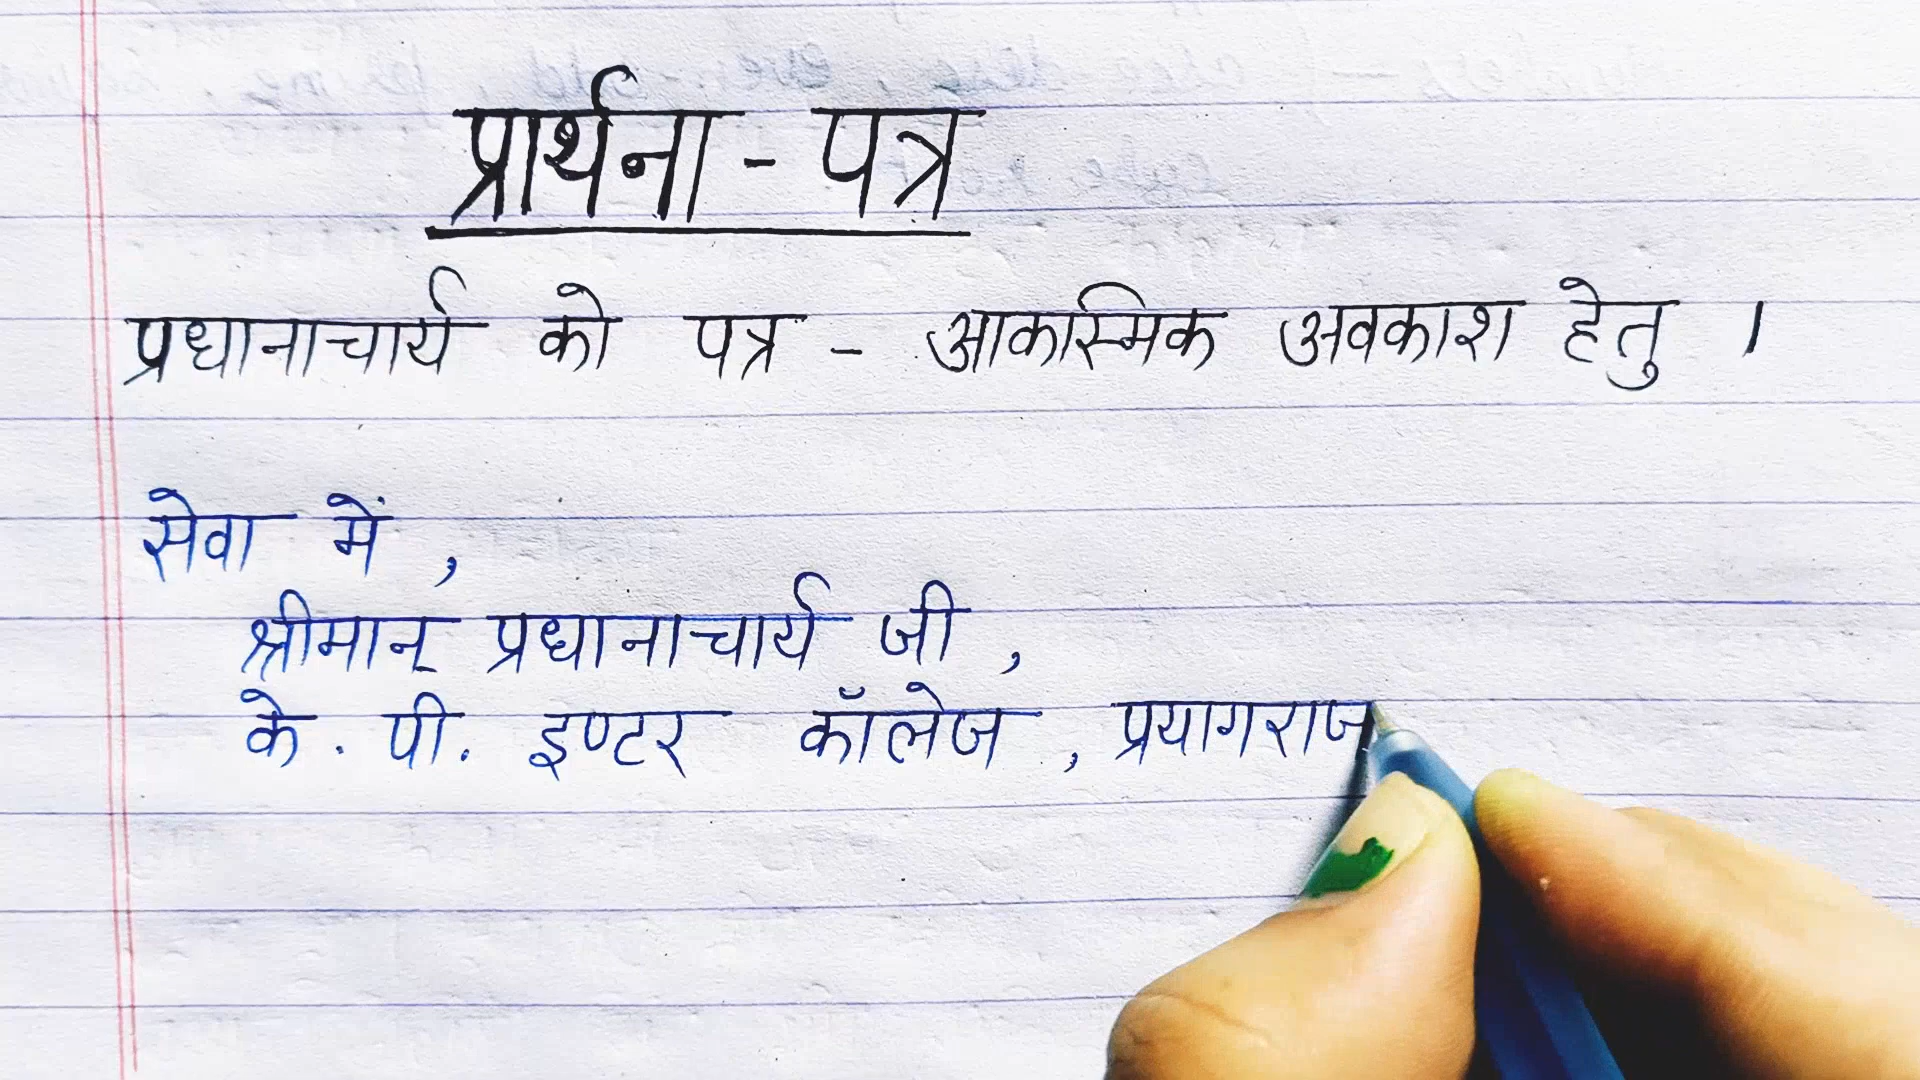 प्रार्थना - पत्र
प्रधानाचार्य को पत्र - आकस्मिक अवकाश हेतु ।
सेवा में ,
श्रीमान् प्रधानाचार्य जी ,
के . पी . इण्टर कॉलेज , प्रयागराज